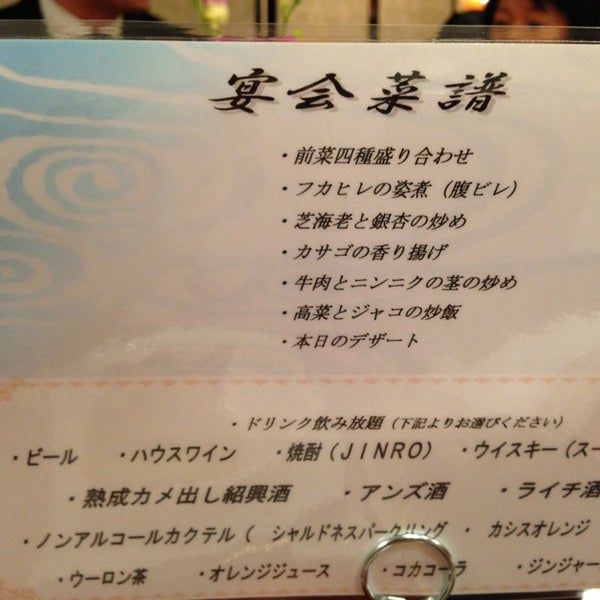 宴会菜譜
・前菜四種盛り合わせ
・フカヒレの姿煮（腹ビレ）
・芝海老と銀杏の炒め
・カサゴの香り揚げ
・牛肉とニンニクの茎の炒め
・高菜とジャコの炒飯
・本日のデザート
・ドリンク飲み放題（下記よりお選びください）
・ビール ・ハウスワイン ・焼酎（ＪＩＮＲＯ） ・ウイスキー（スー
・熟成カメ出し紹興酒 ・アンズ酒 ・ライチ酒
・ノンアルコールカクテル（ シャルドネスパークリング ・ カシスオレンジ
・ウーロン茶 ・オレンジジュース ・コカコーラ ・ジンジャー